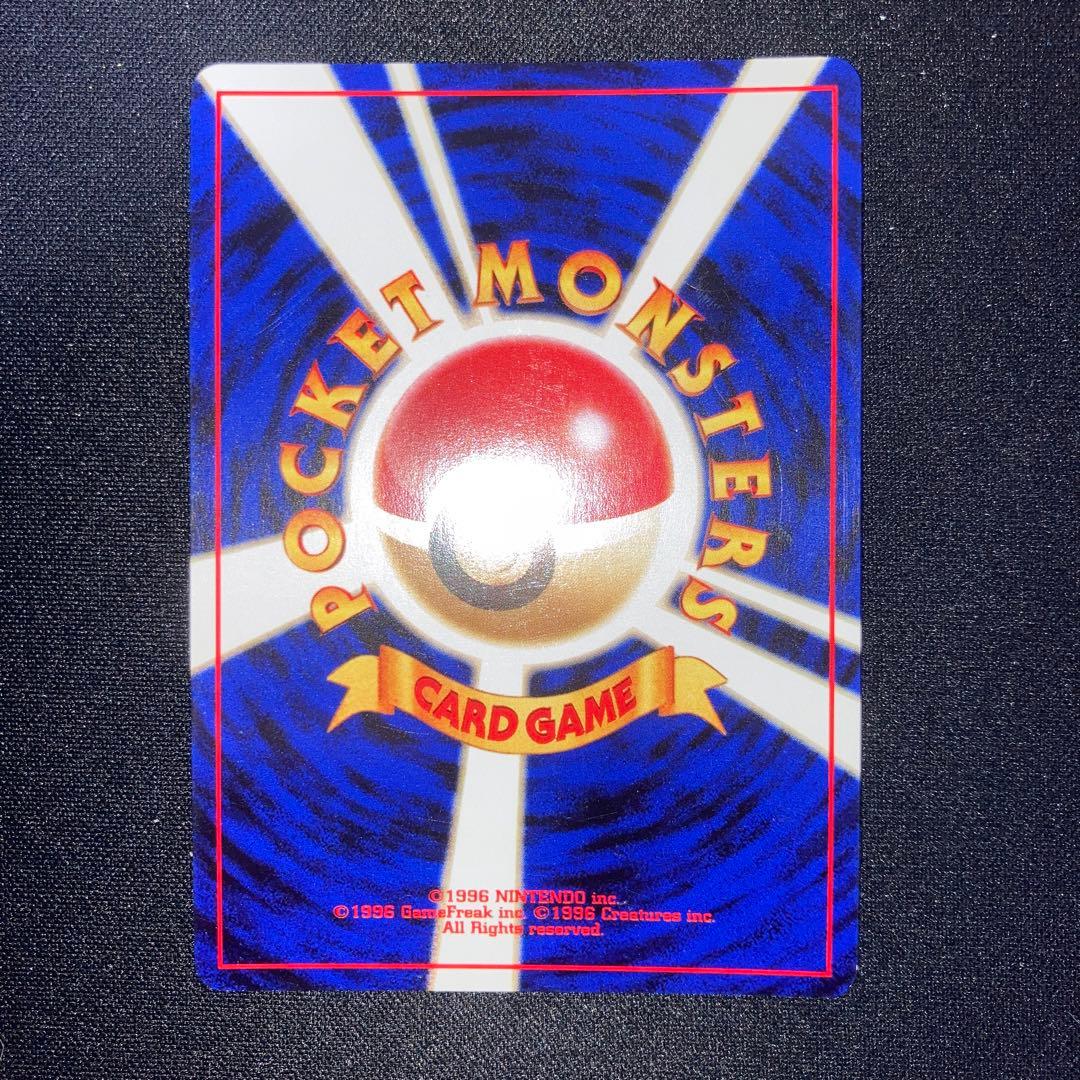 POCKET MONSTERS
CARD GAME
©1996 NINTENDO inc.
©1996 GameFreak inc. ©1996 Creatures inc.
All Rights reserved.